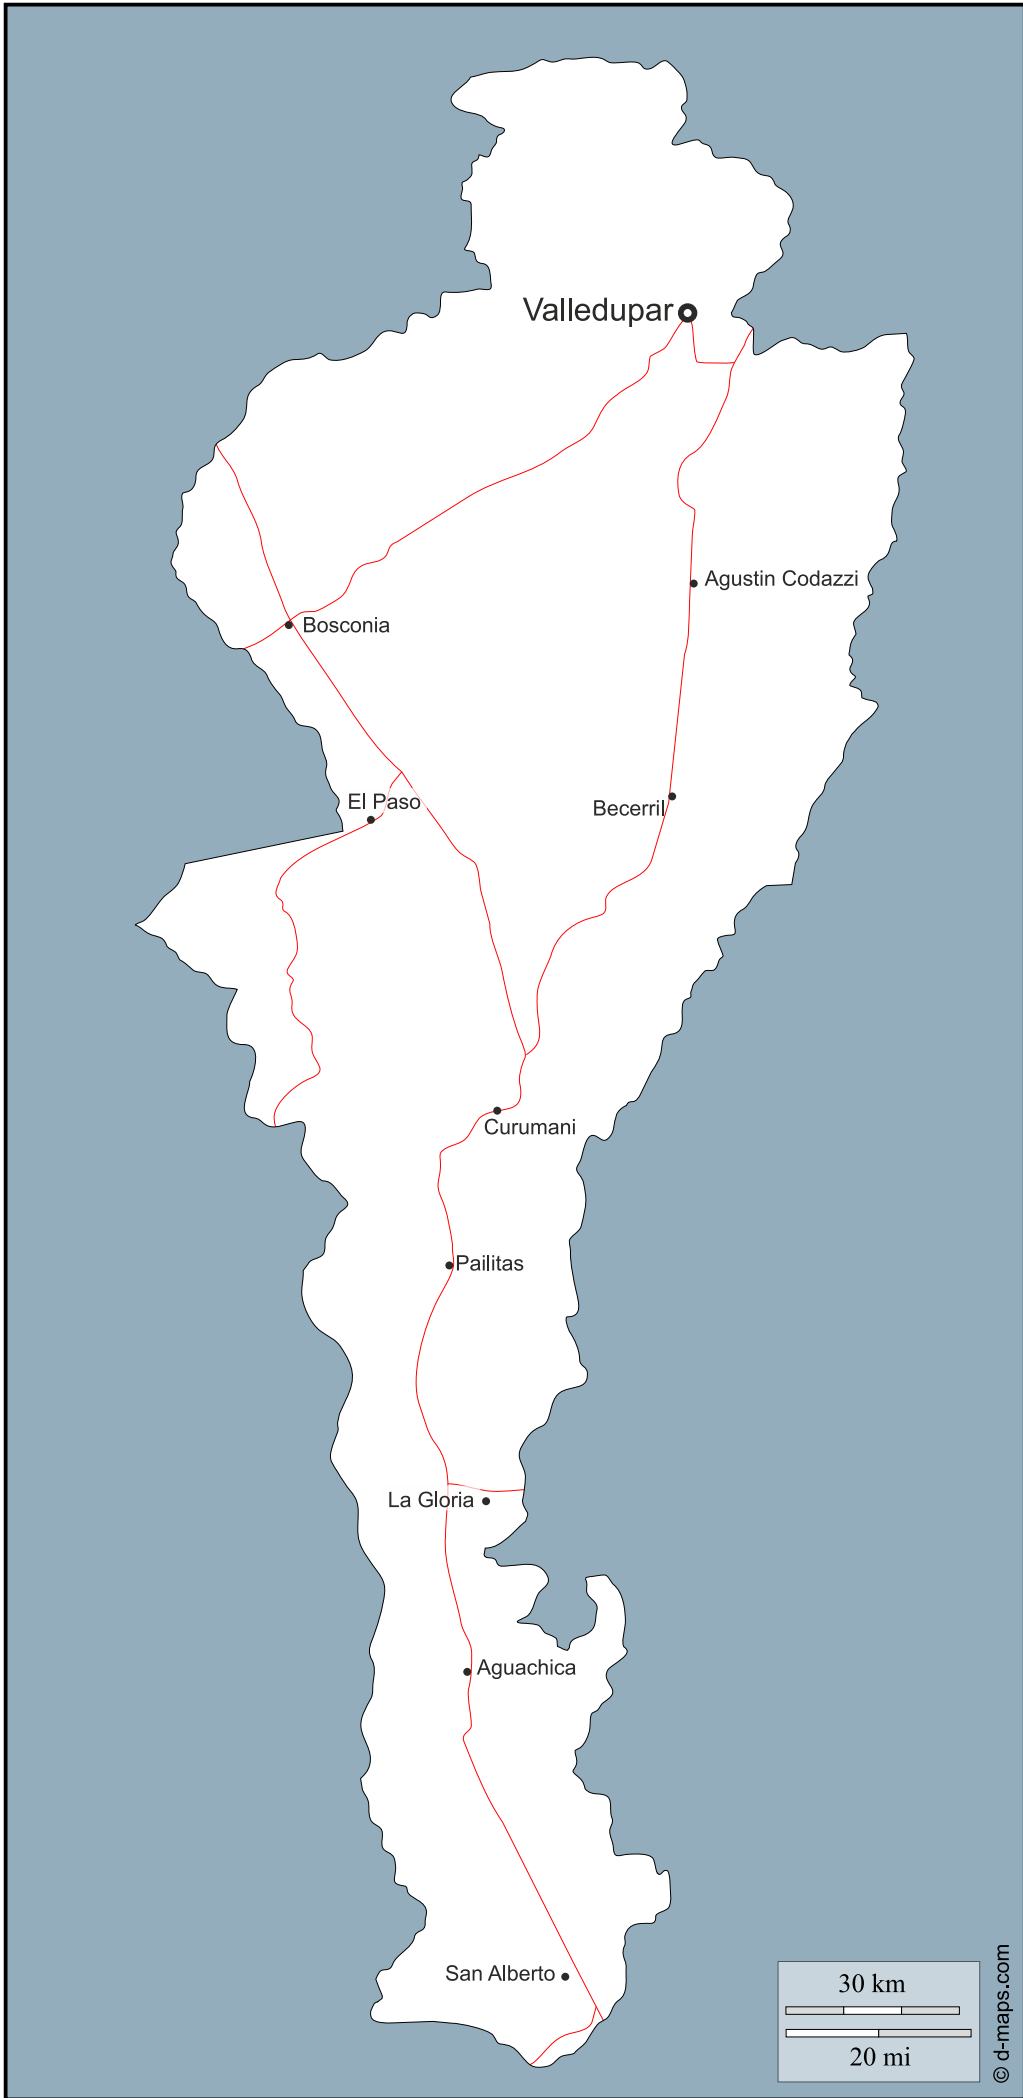 Valledupar
Agustin Codazzi
Bosconia
El Paso
Becerril
Curumani
Pailitas
La Gloria
Aguachica
San Alberto
30 km
20 mi
© d-maps.com